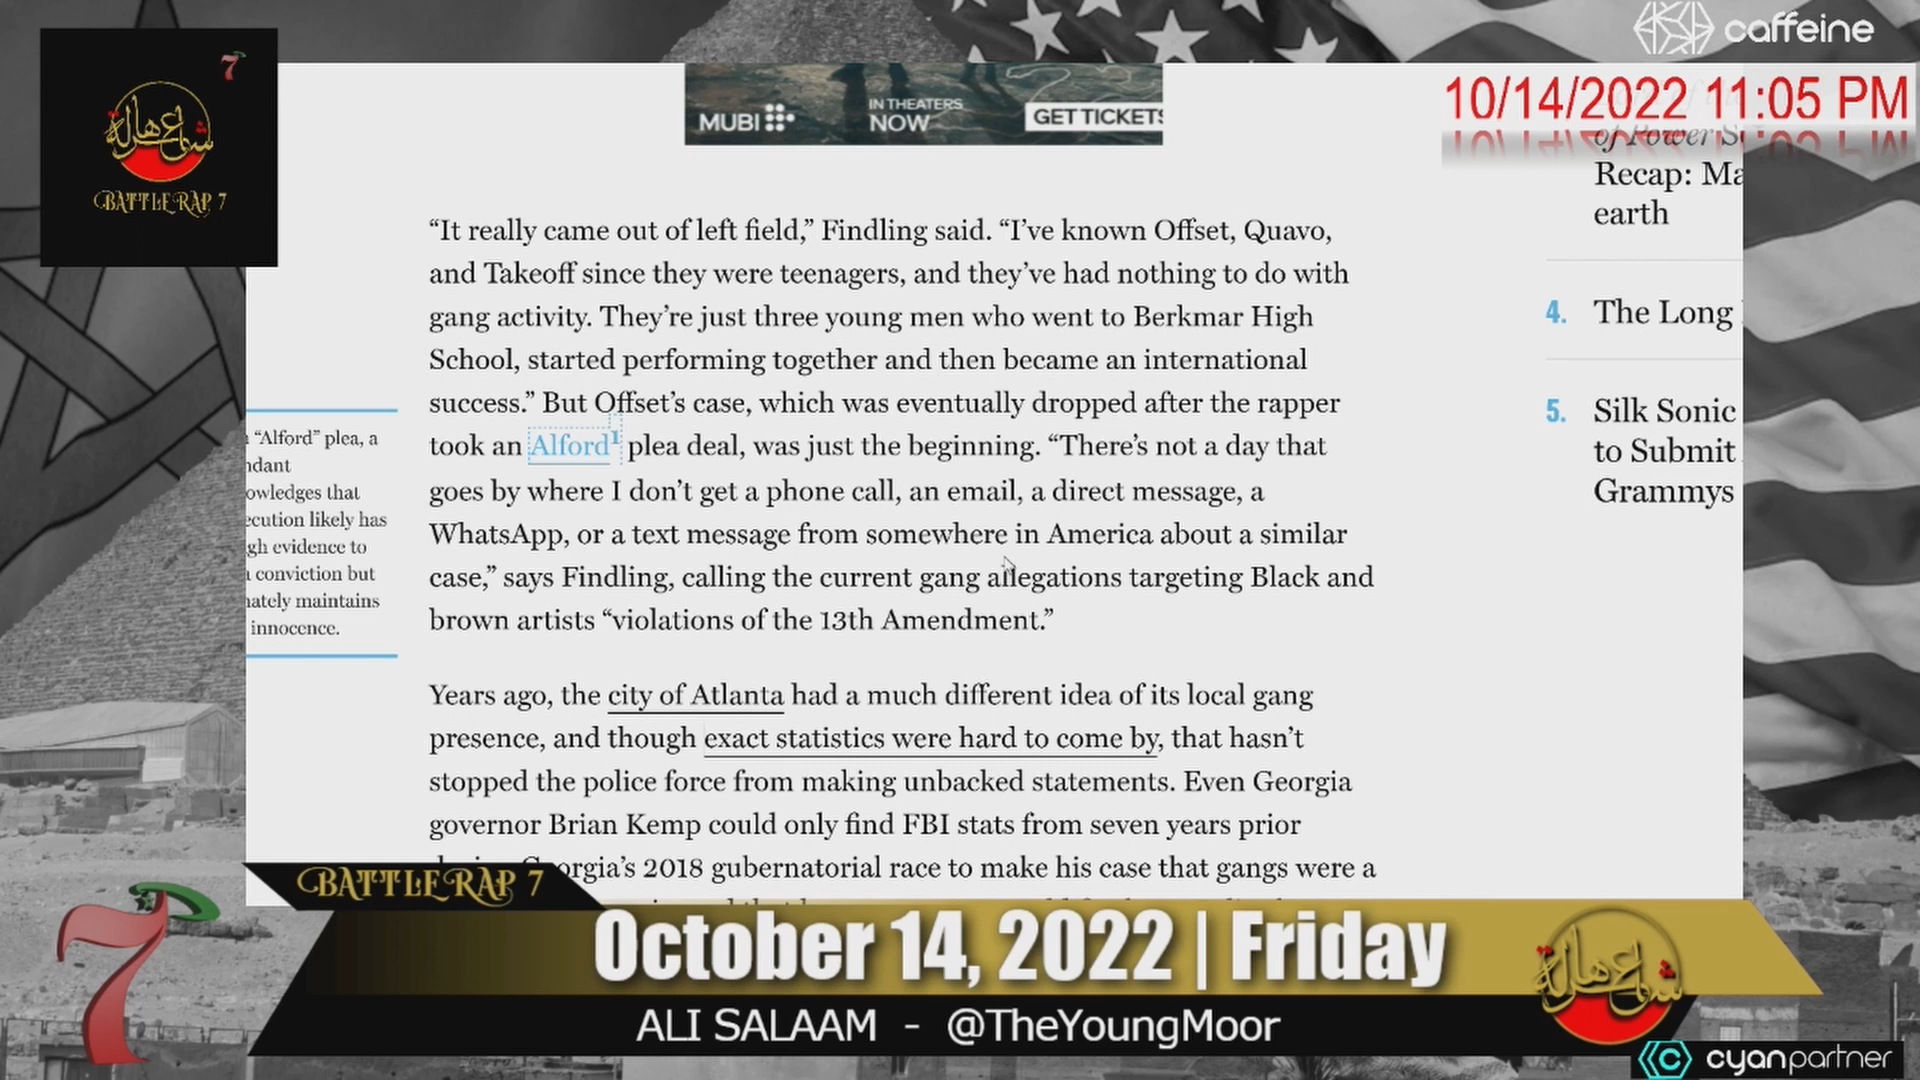 caffeine
10/14/2022 11:05 PM
7
شعاع هالة
BATTLE RAP 7
MUBI
IN THEATERS
NOW
GET TICKETS
of Power S
Recap: Ma
earth
4. The Long
5. Silk Sonic
to Submit
Grammys
“It really came out of left field,” Findling said. “I’ve known Offset, Quavo,
and Takeoff since they were teenagers, and they’ve had nothing to do with
gang activity. They’re just three young men who went to Berkmar High
School, started performing together and then became an international
success.” But Offset’s case, which was eventually dropped after the rapper
took an Alford¹ plea deal, was just the beginning. “There’s not a day that
goes by where I don’t get a phone call, an email, a direct message, a
WhatsApp, or a text message from somewhere in America about a similar
case,” says Findling, calling the current gang allegations targeting Black and
brown artists “violations of the 13th Amendment.”
“Alford” plea, a
ndant
owledges that
ecution likely has
gh evidence to
conviction but
nately maintains
innocence.
Years ago, the city of Atlanta had a much different idea of its local gang
presence, and though exact statistics were hard to come by, that hasn’t
stopped the police force from making unbacked statements. Even Georgia
governor Brian Kemp could only find FBI stats from seven years prior
orgia’s 2018 gubernatorial race to make his case that gangs were a
BATTLE RAP 7
7
October 14, 2022 | Friday
ALI SALAAM - @TheYoungMoor
cyanpartner